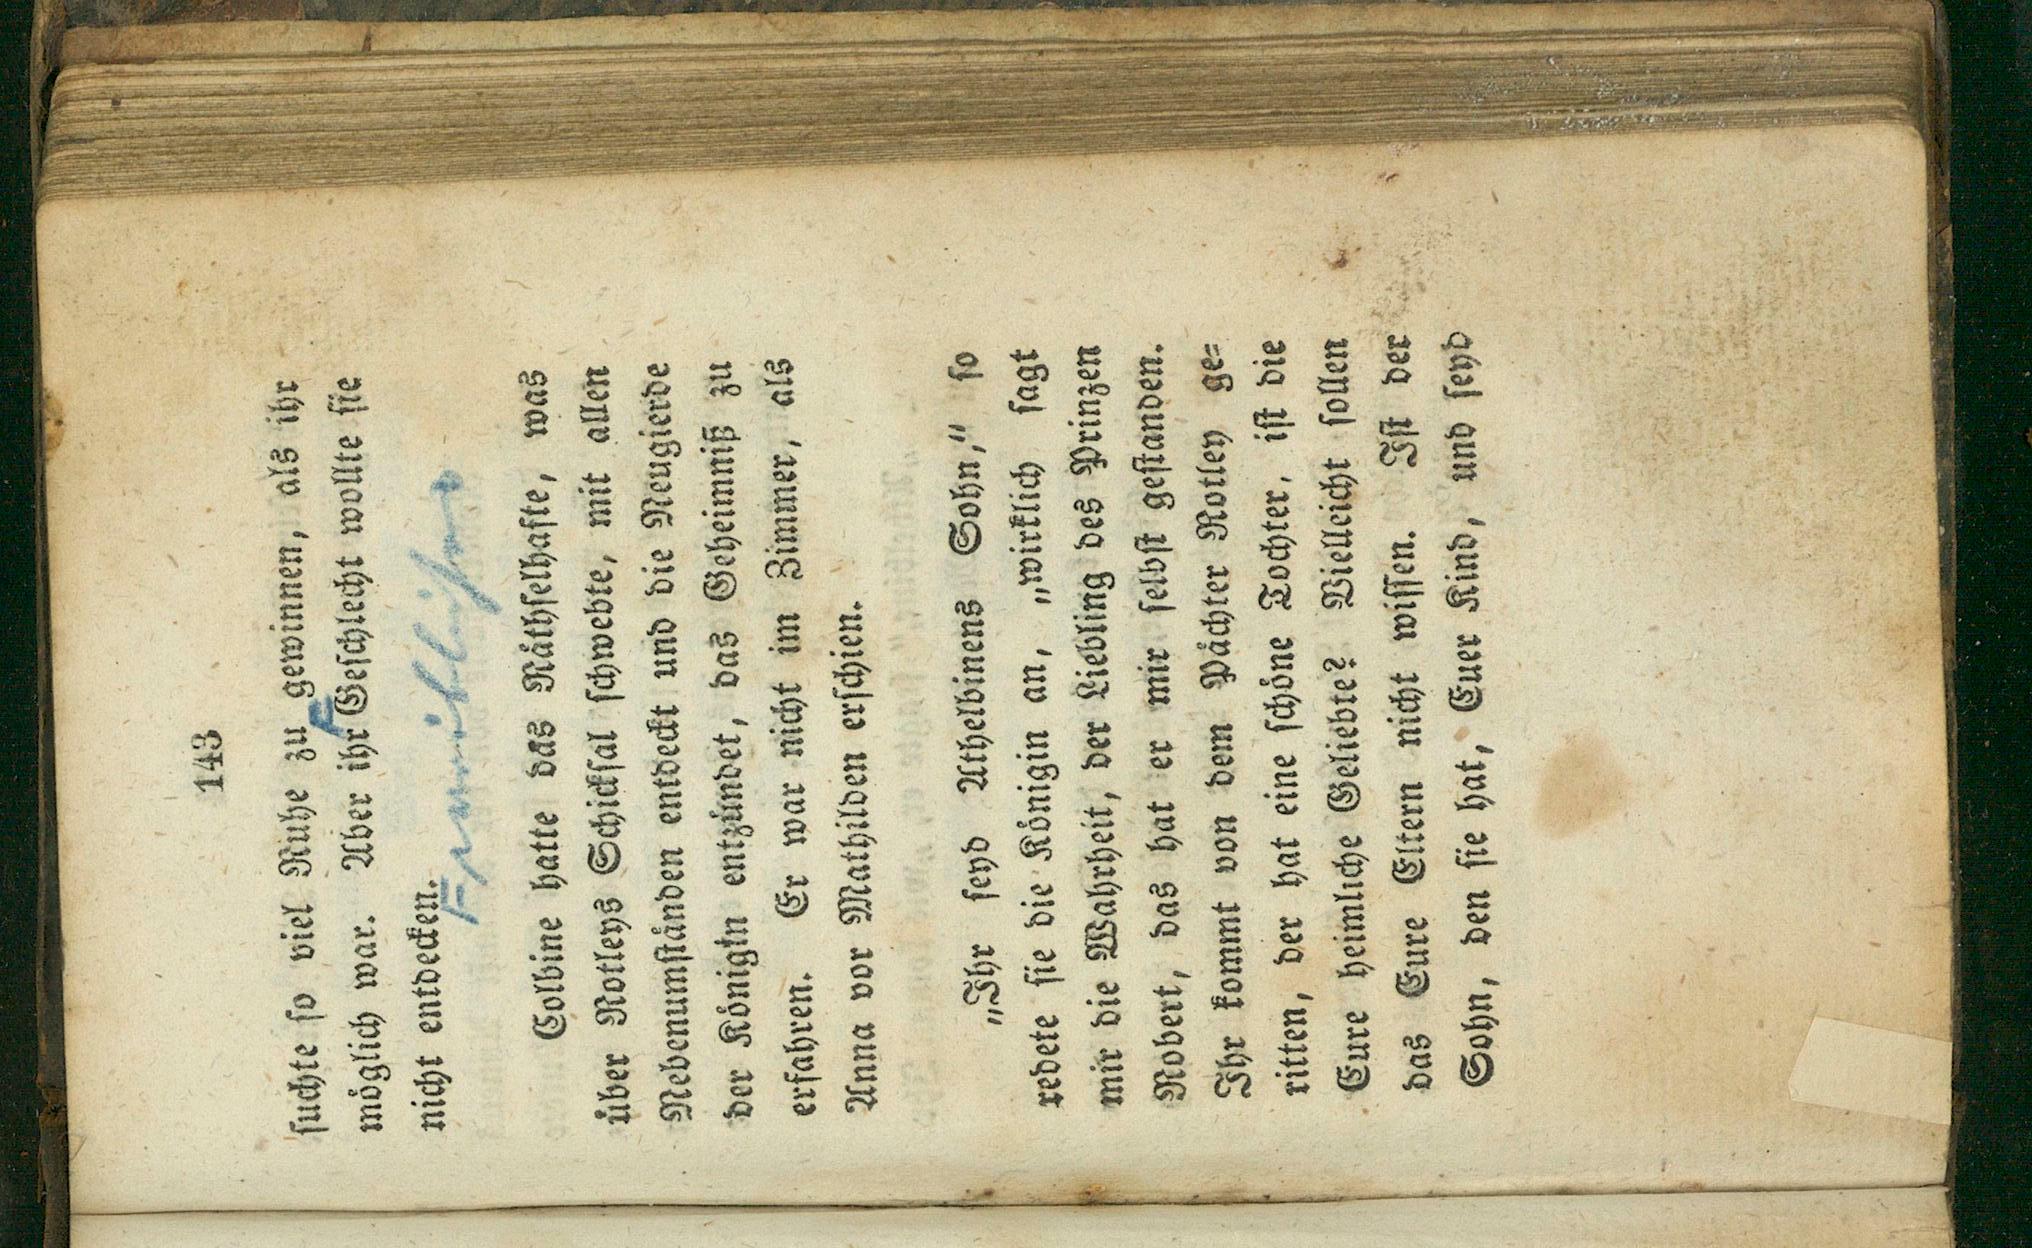 143
suchte so viel Ruhe zu gewinnen, als ihr
möglich war. Aber ihr Geschlecht wollte sie
nicht entdecken.
Colbine hatte das Räthselhafte, was
über Rotleys Schicksal schwebte, mit allen
Nebenumständen entdeckt und die Neugierde
der Königin entzündet, das Geheimniß zu
erfahren. Er war nicht im Zimmer, als
Anna vor Mathilden erschien.
„Ihr seyd Athelbinens Sohn,“ so
redete sie die Königin an, „wirklich sagt
mir die Wahrheit, der Liebling des Prinzen
Robert, das hat er mir selbst gestanden.
Ihr kommt von dem Pächter Rotley ge=
ritten, der hat eine schöne Tochter, ist die
Eure heimliche Geliebte? Vielleicht sollen
das Eure Eltern nicht wissen. Ist der
Sohn, den sie hat, Euer Kind, und seyd